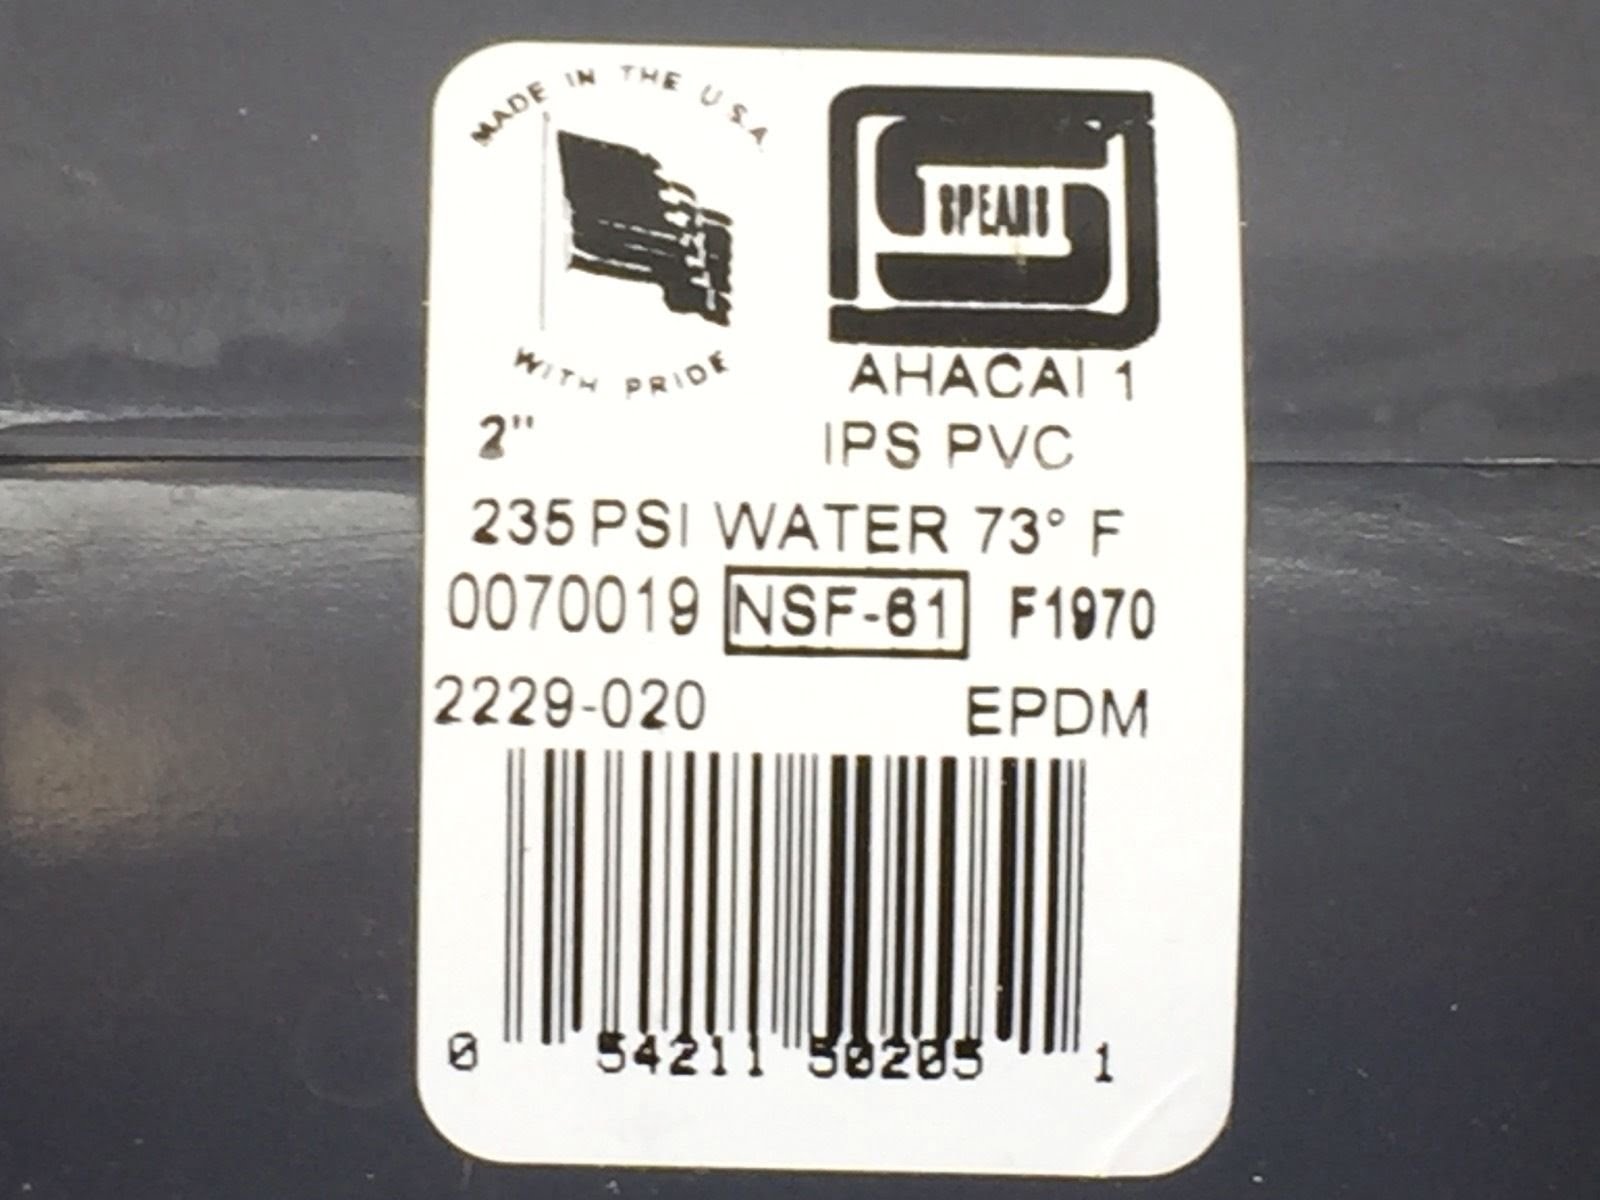 MADE IN THE U.S.A
WITH PRIDE
SPEARS
AHACAI 1
2" IPS PVC
235 PSI WATER 73° F
0070019 NSF-61 F1970
2229-020 EPDM
0 54211 50205 1